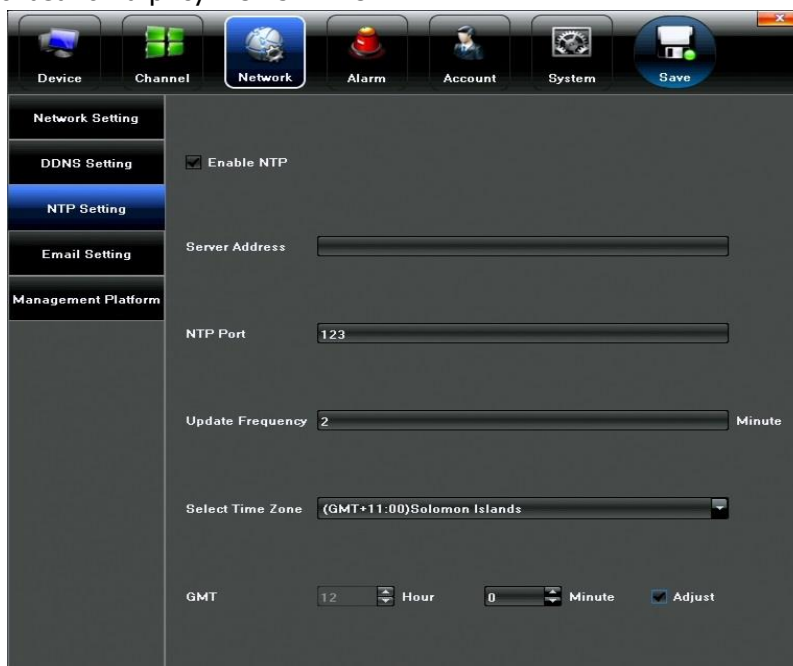 Device Channel Network Alarm Account System Save
Network Setting
DDNS Setting
Enable NTP
NTP Setting
Email Setting
Server Address
Management Platform
NTP Port 123
Update Frequency 2 Minute
Select Time Zone (GMT+11:00)Solomon Islands
GMT 12 Hour 0 Minute Adjust